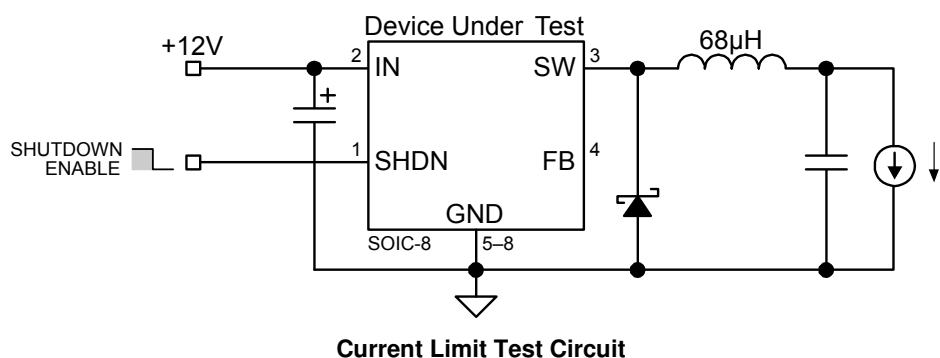 Device Under Test
+12V
2
IN
SW
3
68µH
+
SHUTDOWN
ENABLE
1
SHDN
FB
4
GND
SOIC-8
5–8
Current Limit Test Circuit